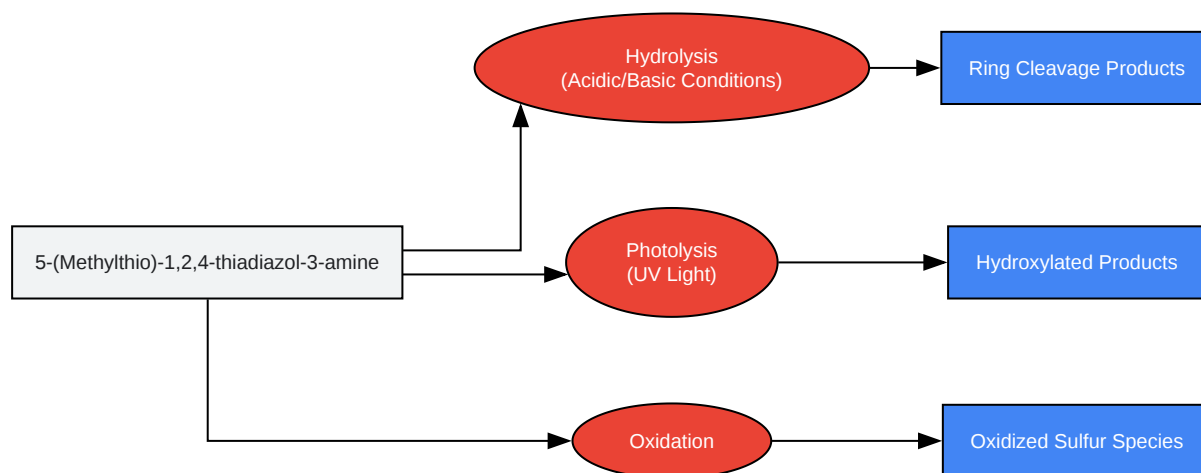 Hydrolysis
(Acidic/Basic Conditions)
Ring Cleavage Products
5-(Methylthio)-1,2,4-thiadiazol-3-amine
Photolysis
(UV Light)
Hydroxylated Products
Oxidation
Oxidized Sulfur Species